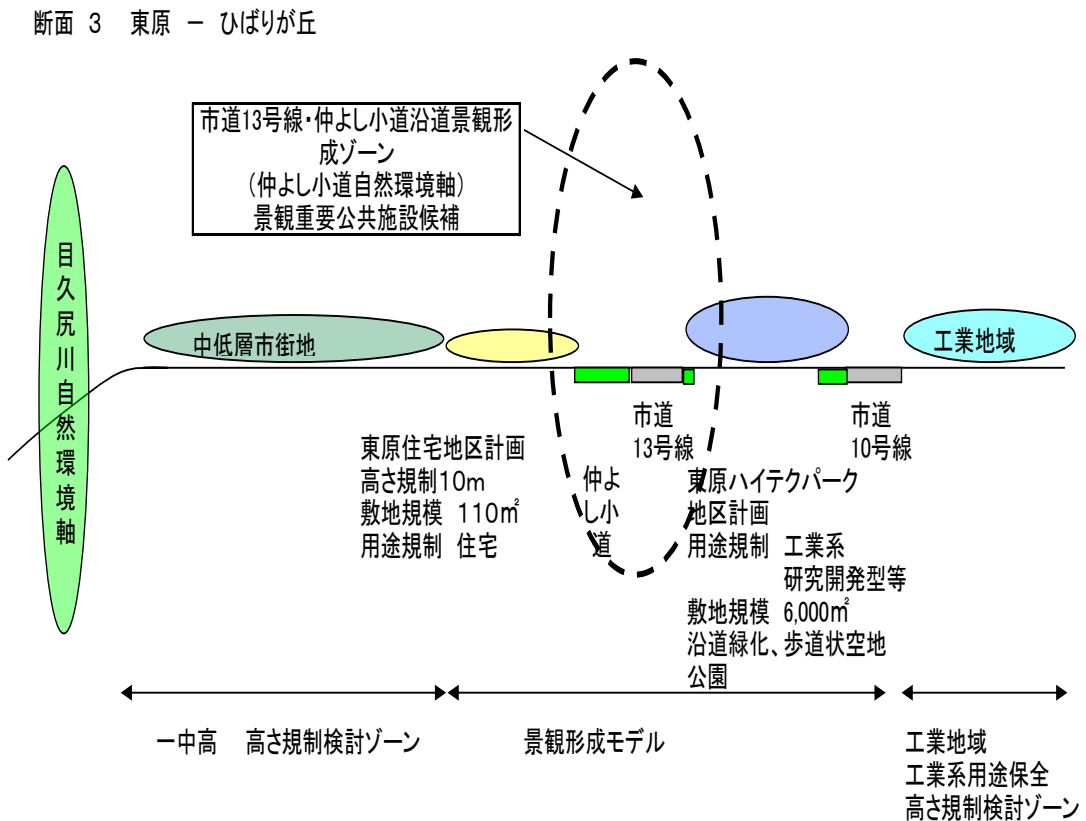 断面 3 東原 － ひばりが丘
市道13号線・仲よし小道沿道景観形
成ゾーン
(仲よし小道自然環境軸)
景観重要公共施設候補
目久尻川自然環境軸
中低層市街地
工業地域
市道
13号線
市道
10号線
東原住宅地区計画
高さ規制10m
敷地規模 110㎡
用途規制 住宅
仲よ
し小
道
東原ハイテクパーク
地区計画
用途規制 工業系
研究開発型等
敷地規模 6,000㎡
沿道緑化、歩道状空地
公園
一中高 高さ規制検討ゾーン
景観形成モデル
工業地域
工業系用途保全
高さ規制検討ゾーン